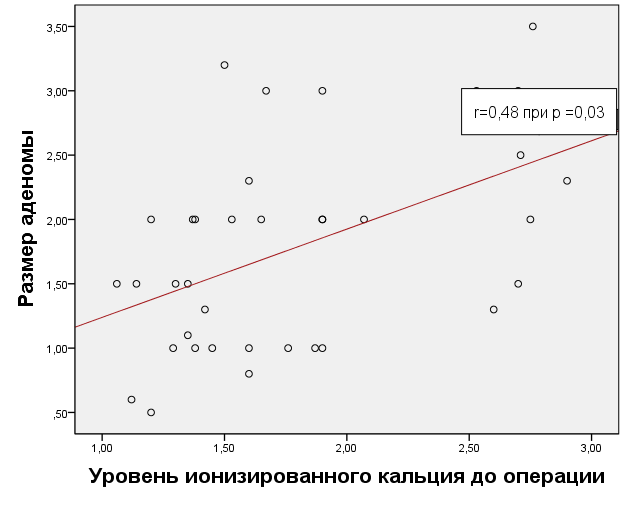 3,50
3,00
2,50
2,00
1,50
1,00
,50
Размер аденомы
r=0,48 при p =0,03
1,00 1,50 2,00 2,50 3,00
Уровень ионизированного кальция до операции